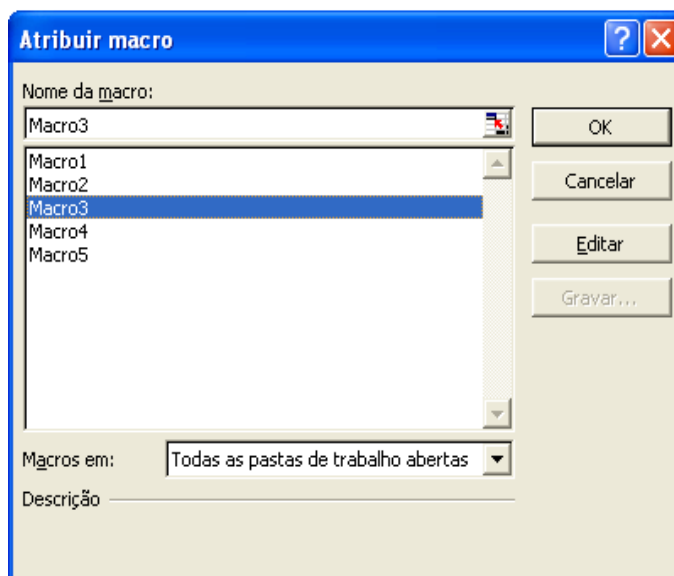 Atribuir macro
Nome da macro:
Macro3
OK
Macro1
Macro2
Macro3
Macro4
Macro5
Cancelar
Editar
Gravar...
Macros em:
Todas as pastas de trabalho abertas
Descrição